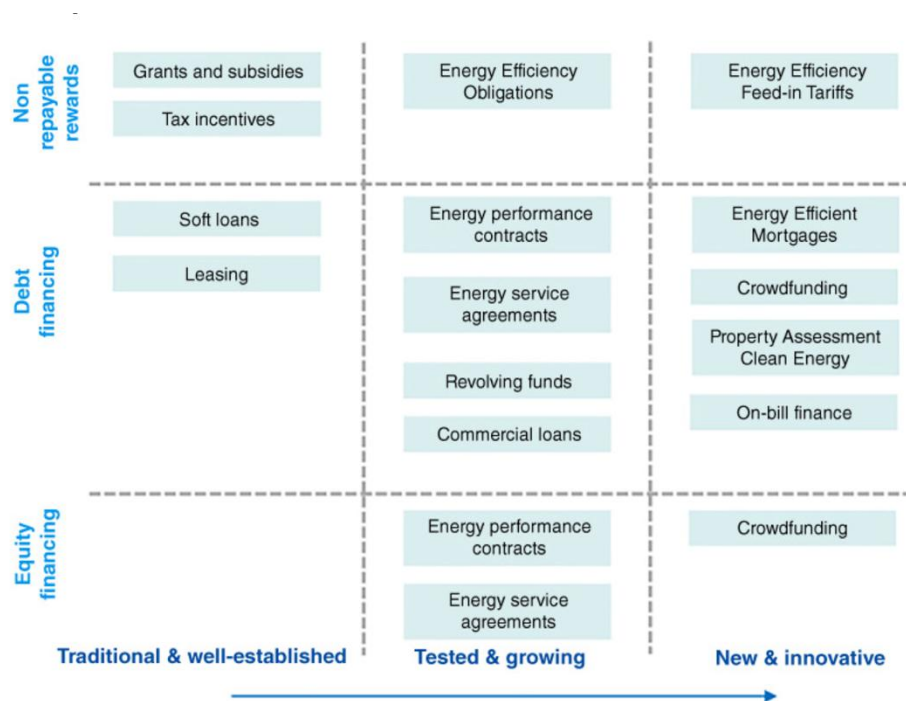 Non
repayable
rewards
Grants and subsidies
Tax incentives
Energy Efficiency
Obligations
Energy Efficiency
Feed-in Tariffs
Debt
financing
Soft loans
Leasing
Energy performance
contracts
Energy service
agreements
Revolving funds
Commercial loans
Energy Efficient
Mortgages
Crowdfunding
Property Assessment
Clean Energy
On-bill finance
Equity
financing
Energy performance
contracts
Energy service
agreements
Crowdfunding
Traditional & well-established
Tested & growing
New & innovative